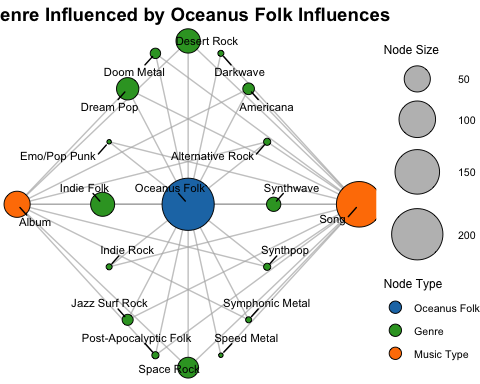 enre Influenced by Oceanus Folk Influences
Desert Rock
Doom Metal
Darkwave
Dream Pop
Americana
Emo/Pop Punk
Alternative Rock
Indie Folk
Oceanus Folk
Synthwave
Album
Song
Indie Rock
Synthpop
Jazz Surf Rock
Symphonic Metal
Post-Apocalyptic Folk
Speed Metal
Space Rock
Node Size
50
100
150
200
Node Type
Oceanus Folk
Genre
Music Type